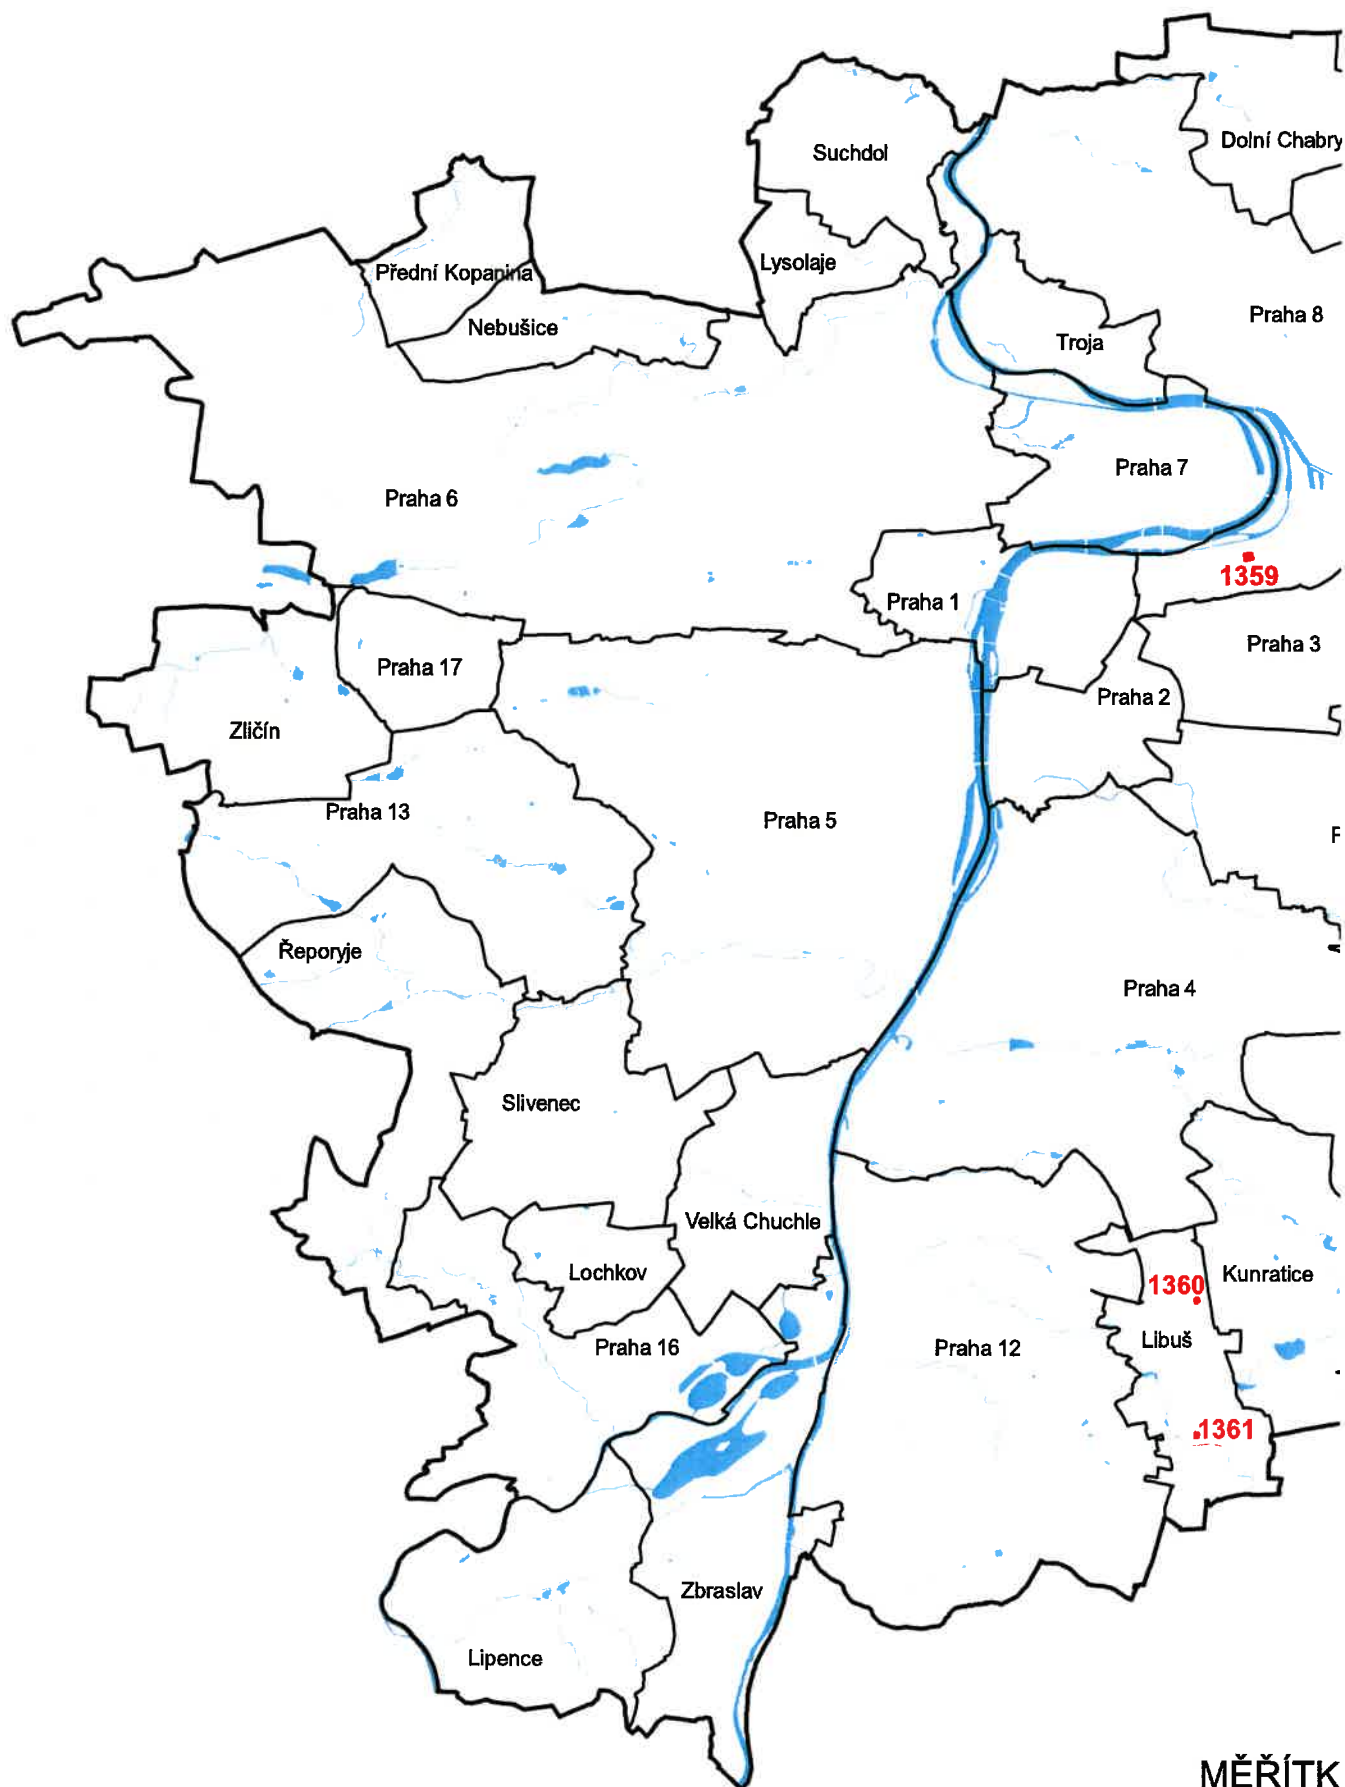 Dolní Chabry
Suchdol
Lysolaje
Přední Kopanina
Praha 8
Nebušice
Troja
Praha 7
Praha 6
1359
Praha 1
Praha 3
Praha 17
Praha 2
Zličín
Praha 13
Praha 5
Řeporyje
Praha 4
Slivenec
Velká Chuchle
Lochkov
Kunratice
1360
Libuš
Praha 16
Praha 12
1361
Zbraslav
Lipence
MĚŘÍTK